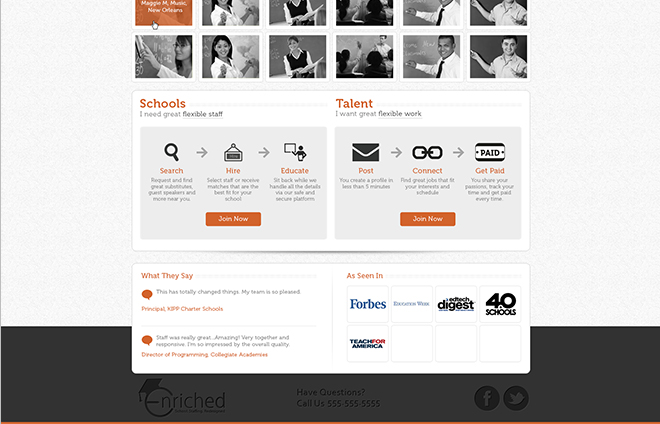 Maggie M, Music,
New Orleans
Schools
I need great flexible staff
Talent
I want great flexible work
Search
Request and find
great substitutes,
guest speakers and
more near you.
Hire
Select staff or receive
matches that are the
best fit for your
school
Educate
Sit back while we
handle all the details
via our safe and
secure platform
Join Now
Post
You create a profile in
less than 5 minutes
Connect
Find great jobs that fit
your interests and
schedule
PAID
Get Paid
You share your
passions, track your
time and get paid
every time.
Join Now
What They Say
This has totally changed things. My team is so pleased.
Principal, KIPP Charter Schools
Staff was really great...Amazing! Very together and
responsive. I'm so impressed by the overall quality.
Director of Programming, Collegiate Academies
As Seen In
Forbes
EDUCATION WEEK
edtech
digest
4.0
SCHOOLS
TEACHFOR
AMERICA
Enriched
Have Questions?
Call Us 555-555-5555